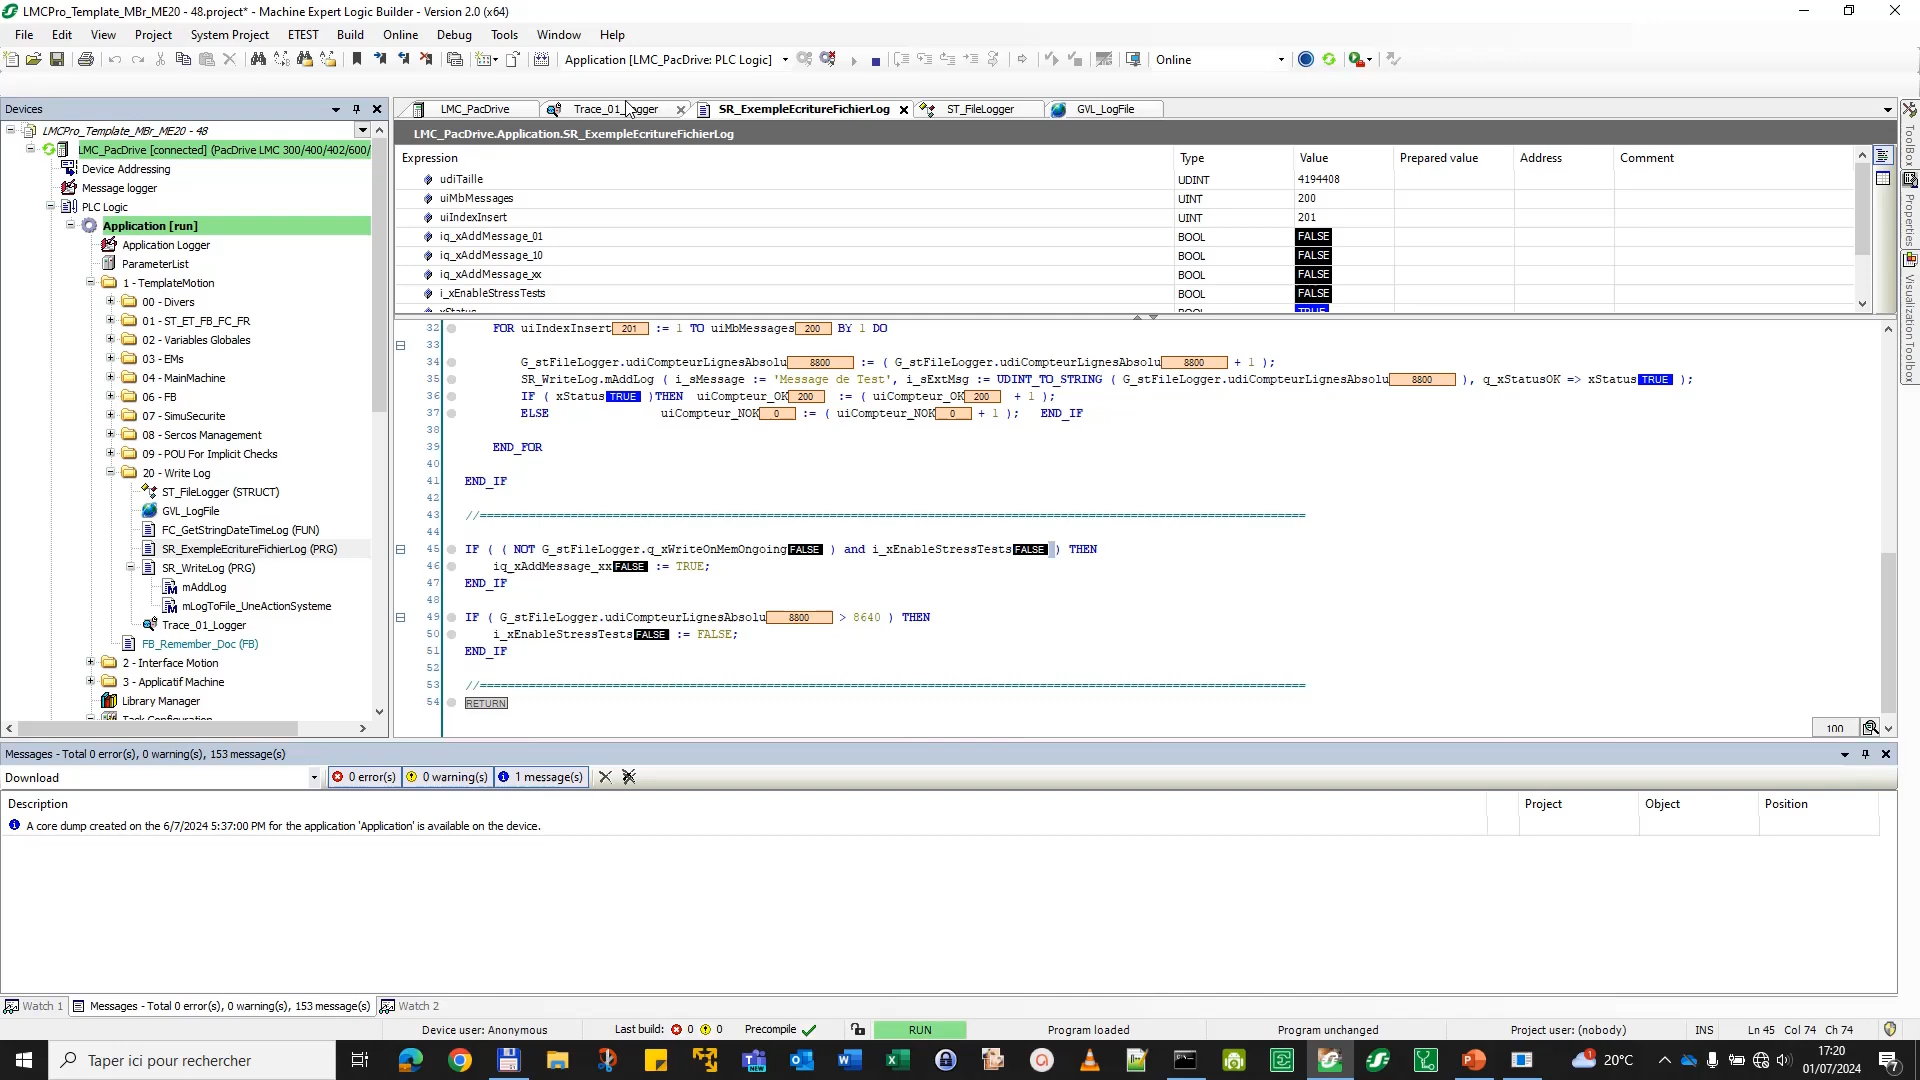 LMCPro_Template_MBr_ME20 - 48.project* - Machine Expert Logic Builder - Version 2.0 (x64)
File Edit View Project System Project ETEST Build Online Debug Tools Window Help
Application [LMC_PacDrive: PLC Logic]
Online
Devices
LMCPro_Template_MBr_ME20 - 48
LMC_PacDrive [connected] (PacDrive LMC 300/400/402/600/
Device Addressing
Message logger
PLC Logic
Application [run]
Application Logger
ParameterList
1 - TemplateMotion
00 - Divers
01 - ST_ET_FB_FC_FR
02 - Variables Globales
03 - EMs
04 - MainMachine
06 - FB
07 - SimuSecurite
08 - Sercos Management
09 - POU For Implicit Checks
20 - Write Log
ST_FileLogger (STRUCT)
GVL_LogFile
FC_GetStringDateTimeLog (FUN)
SR_ExempleEcritureFichierLog (PRG)
SR_WriteLog (PRG)
mAddLog
mLogToFile_UneActionSysteme
Trace_01_Logger
FB_Remember_Doc (FB)
2 - Interface Motion
3 - Applicatif Machine
Library Manager
Task Configuration
LMC_PacDrive Trace_01_Logger SR_ExempleEcritureFichierLog ST_FileLogger GVL_LogFile
LMC_PacDrive.Application.SR_ExempleEcritureFichierLog
Expression Type Value Prepared value Address Comment
udiTaille UDINT 4194408
uiMbMessages UINT 200
uiIndexInsert UINT 201
iq_xAddMessage_01 BOOL FALSE
iq_xAddMessage_10 BOOL FALSE
iq_xAddMessage_xx BOOL FALSE
i_xEnableStressTests BOOL FALSE
xStatus BOOL TRUE
32 FOR uiIndexInsert 201 := 1 TO uiMbMessages 200 BY 1 DO
33
34 G_stFileLogger.udiCompteurLignesAbsolu 8800 := ( G_stFileLogger.udiCompteurLignesAbsolu 8800 + 1 );
35 SR_WriteLog.mAddLog ( i_sMessage := 'Message de Test', i_sExtMsg := UDINT_TO_STRING ( G_stFileLogger.udiCompteurLignesAbsolu 8800 ), q_xStatusOK => xStatus TRUE );
36 IF ( xStatus TRUE )THEN uiCompteur_OK 200 := ( uiCompteur_OK 200 + 1 );
37 ELSE uiCompteur_NOK 0 := ( uiCompteur_NOK 0 + 1 ); END_IF
38
39 END_FOR
40
41 END_IF
42
43 //======================================================================================================================
44
45 IF ( ( NOT G_stFileLogger.q_xWriteOnMemOngoing FALSE ) and i_xEnableStressTests FALSE ) THEN
46 iq_xAddMessage_xx FALSE := TRUE;
47 END_IF
48
49 IF ( G_stFileLogger.udiCompteurLignesAbsolu 8800 > 8640 ) THEN
50 i_xEnableStressTests FALSE := FALSE;
51 END_IF
52
53 //======================================================================================================================
54 RETURN
100
ToolBox
Properties
Visualization Toolbox
Messages - Total 0 error(s), 0 warning(s), 153 message(s)
Download 0 error(s) 0 warning(s) 1 message(s)
Description Project Object Position
A core dump created on the 6/7/2024 5:37:00 PM for the application 'Application' is available on the device.
Watch 1 Messages - Total 0 error(s), 0 warning(s), 153 message(s) Watch 2
Device user: Anonymous Last build: 0 0 Precompile RUN Program loaded Program unchanged Project user: (nobody) INS Ln 45 Col 74 Ch 74
Taper ici pour rechercher
NEW
20°C
17:20
01/07/2024
7